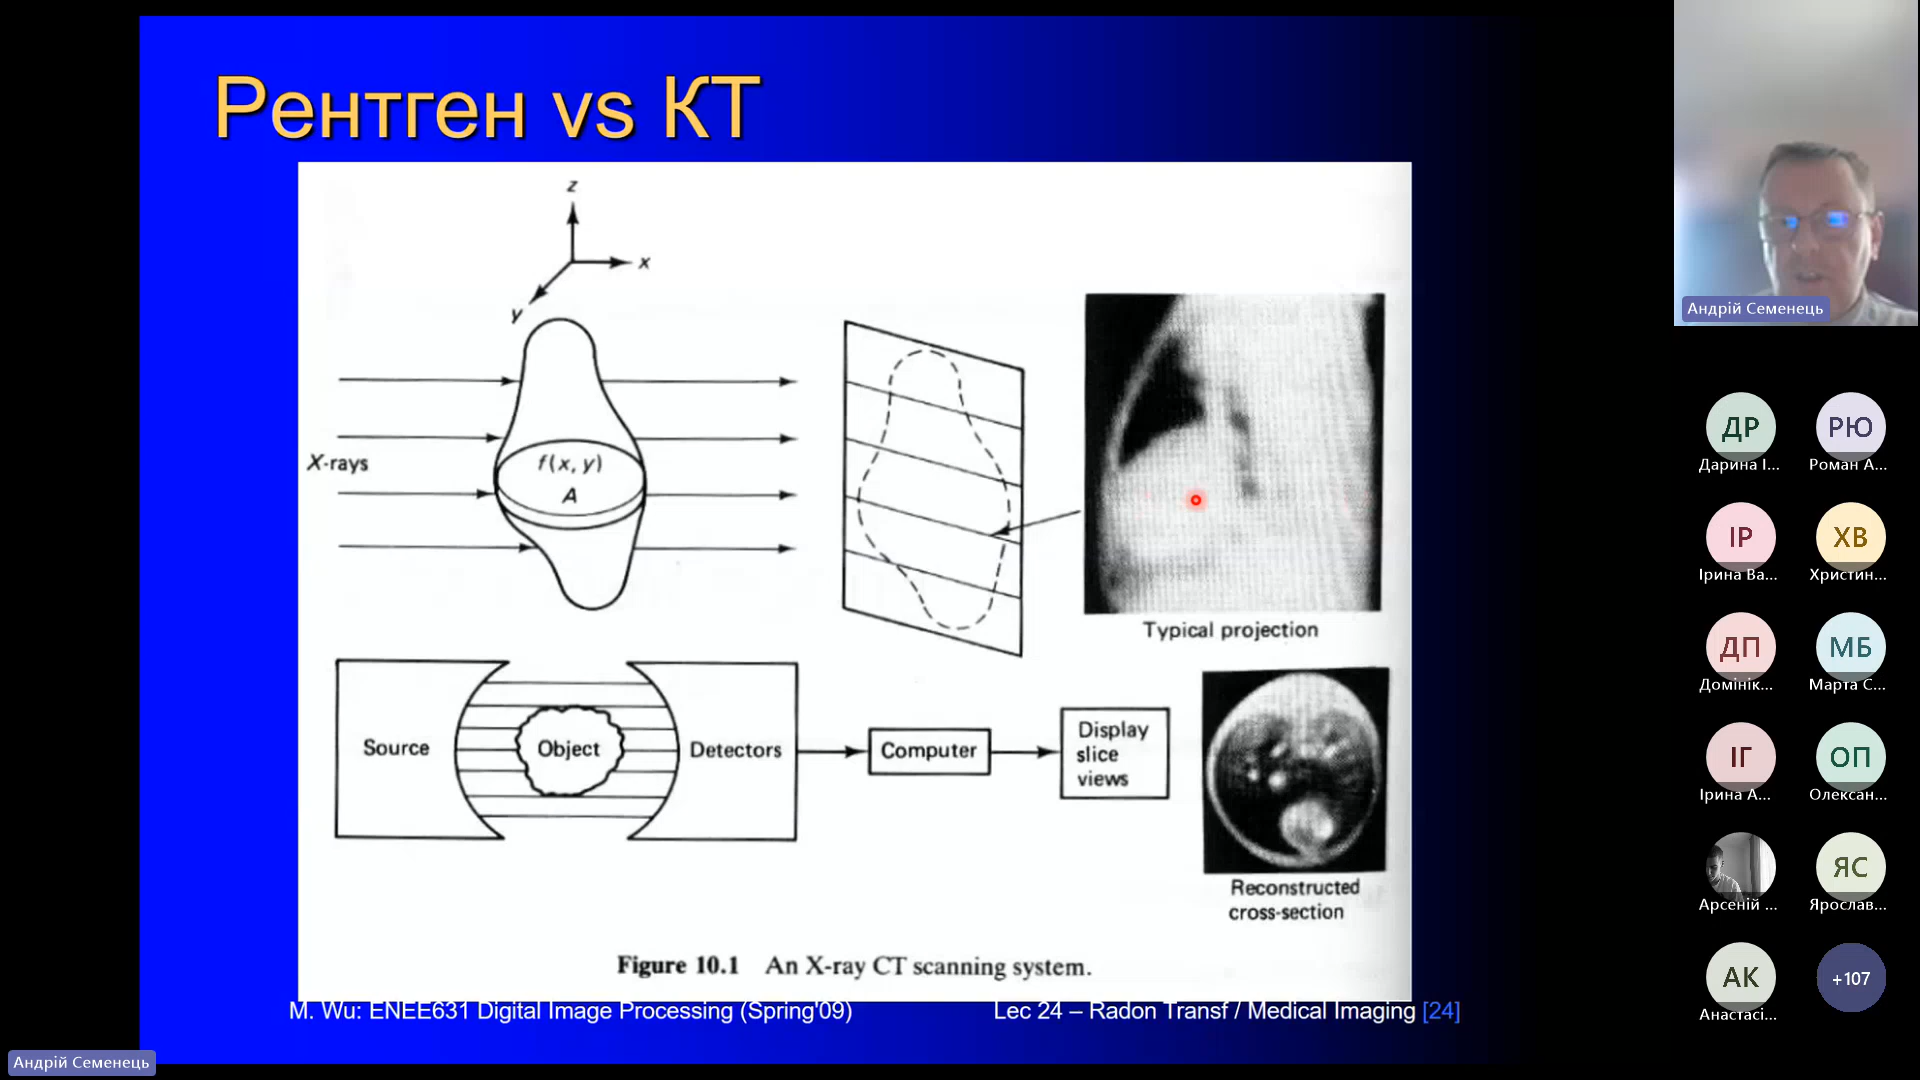 Рентген vs КТ
z
x
y
X-rays
f(x, y)
A
Typical projection
Source
Object
Detectors
Computer
Display
slice
views
Reconstructed
cross-section
Figure 10.1 An X-ray CT scanning system.
M. Wu: ENEE631 Digital Image Processing (Spring'09)
Lec 24 – Radon Transf / Medical Imaging [24]
Андрій Семенець
Андрій Семенець
ДР
Дарина І...
РЮ
Роман А...
ІР
Ірина Ва...
ХВ
Христин...
ДП
Домінік...
МБ
Марта С...
ІГ
Ірина А...
ОП
Олексан...
Арсеній ...
ЯС
Ярослав...
АК
Анастасі...
+107